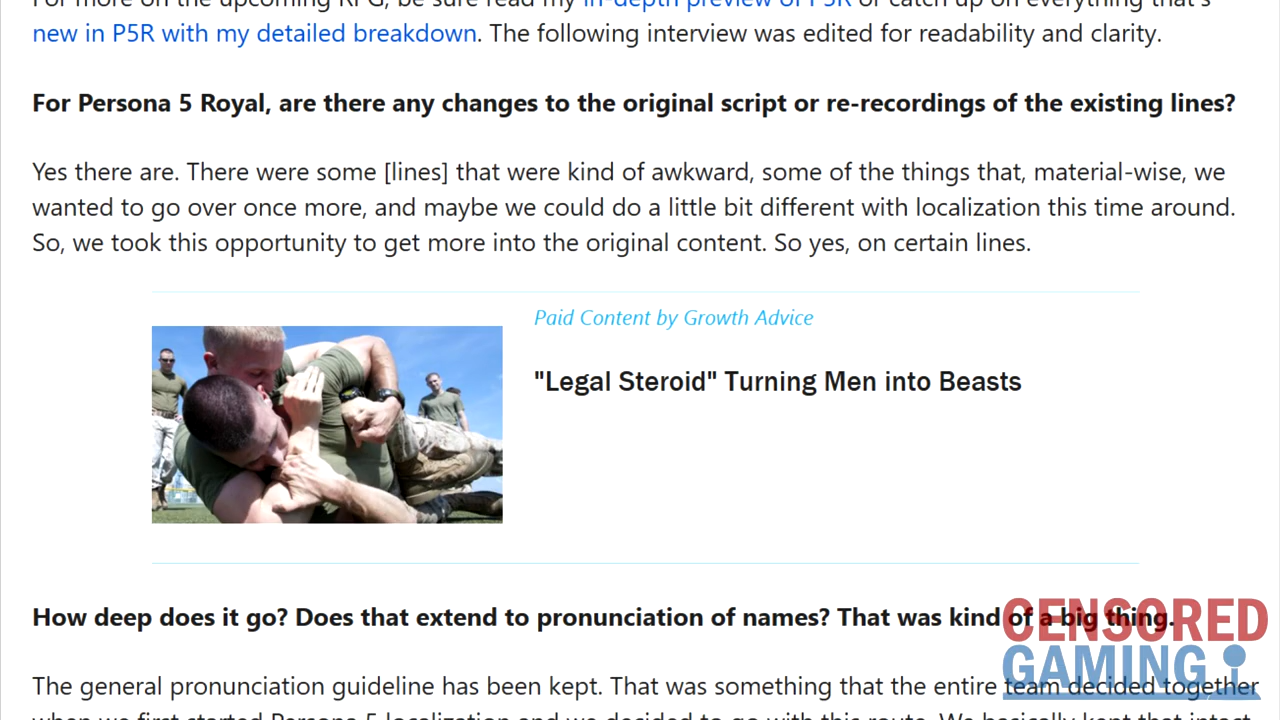 For more on the upcoming RPG, be sure read my in-depth preview of P5R or catch up on everything that's
new in P5R with my detailed breakdown. The following interview was edited for readability and clarity.
For Persona 5 Royal, are there any changes to the original script or re-recordings of the existing lines?
Yes there are. There were some [lines] that were kind of awkward, some of the things that, material-wise, we
wanted to go over once more, and maybe we could do a little bit different with localization this time around.
So, we took this opportunity to get more into the original content. So yes, on certain lines.
Paid Content by Growth Advice
"Legal Steroid" Turning Men into Beasts
How deep does it go? Does that extend to pronunciation of names? That was kind of a big thing.
CENSORED
GAMING
The general pronunciation guideline has been kept. That was something that the entire team decided together
when we first started Persona 5 localization and we decided to go with this route. We basically kept that intact